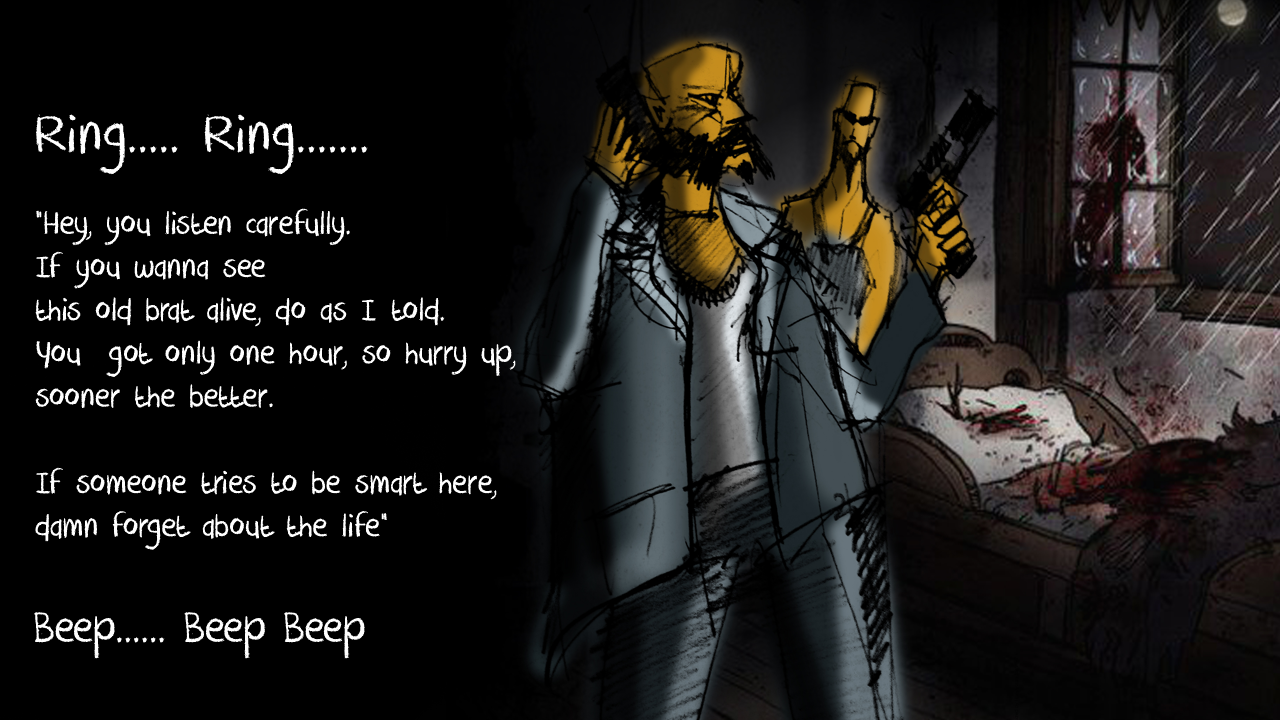 Ring..... Ring.......
"Hey, you listen carefully.
If you wanna see
this old brat alive, do as I told.
You  got only one hour, so hurry up,
sooner the better.
If someone tries to be smart here,
damn forget about the life"
Beep...... Beep Beep